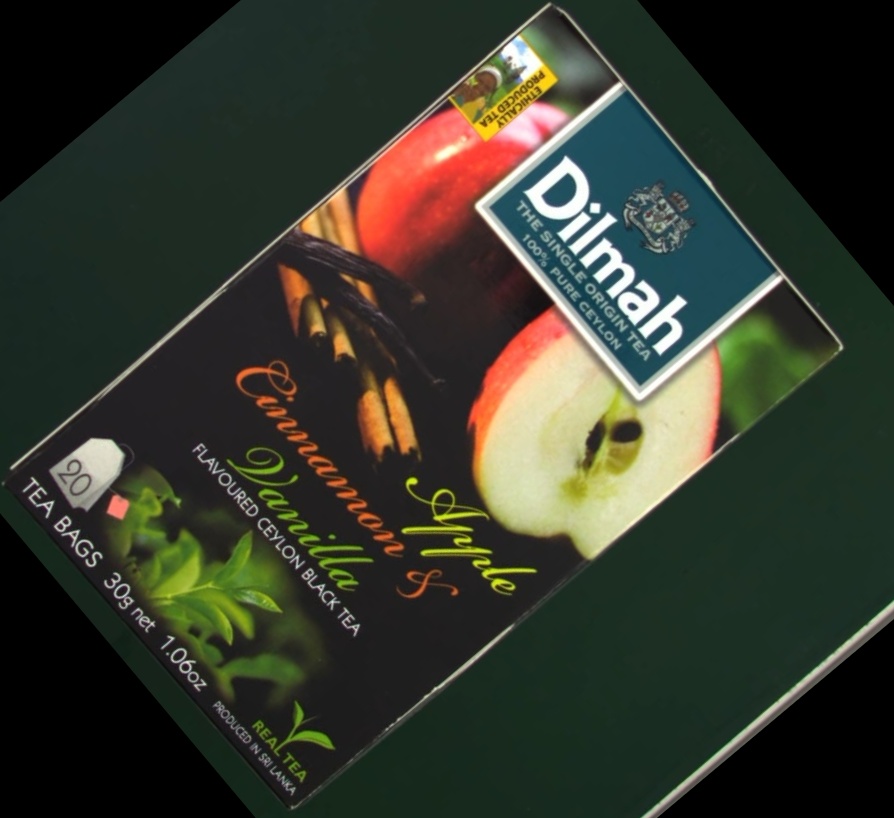 ETHICALLY
PRODUCED TEA
Dilmah
THE SINGLE ORIGIN TEA
100% PURE CEYLON
Apple
Cinnamon &
Vanilla
FLAVOURED CEYLON BLACK TEA
20
TEA BAGS 30g net 1.06oz
REAL TEA
PRODUCED IN SRI LANKA